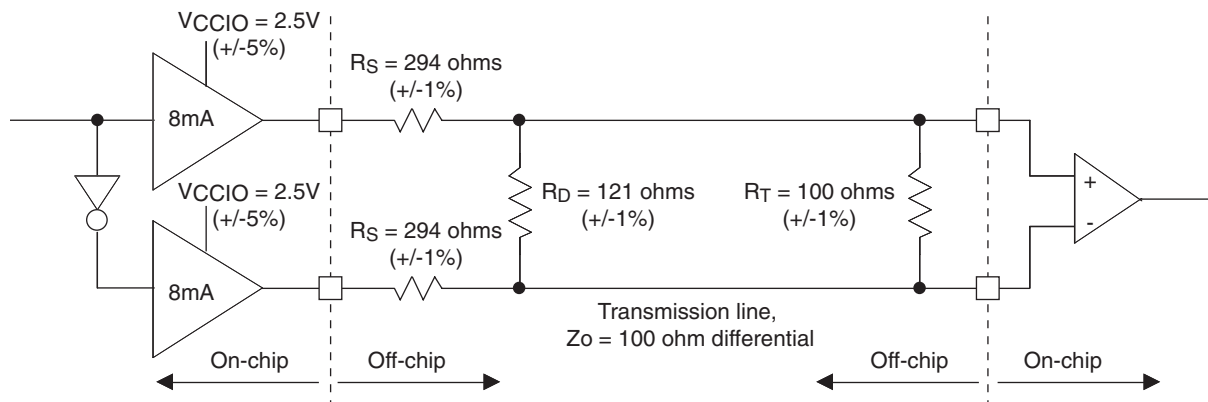 VCCIO = 2.5V
(+/-5%)
8mA
RS = 294 ohms
(+/-1%)
VCCIO = 2.5V
(+/-5%)
8mA
RS = 294 ohms
(+/-1%)
RD = 121 ohms
(+/-1%)
RT = 100 ohms
(+/-1%)
+
-
Transmission line,
Zo = 100 ohm differential
On-chip
Off-chip
Off-chip
On-chip